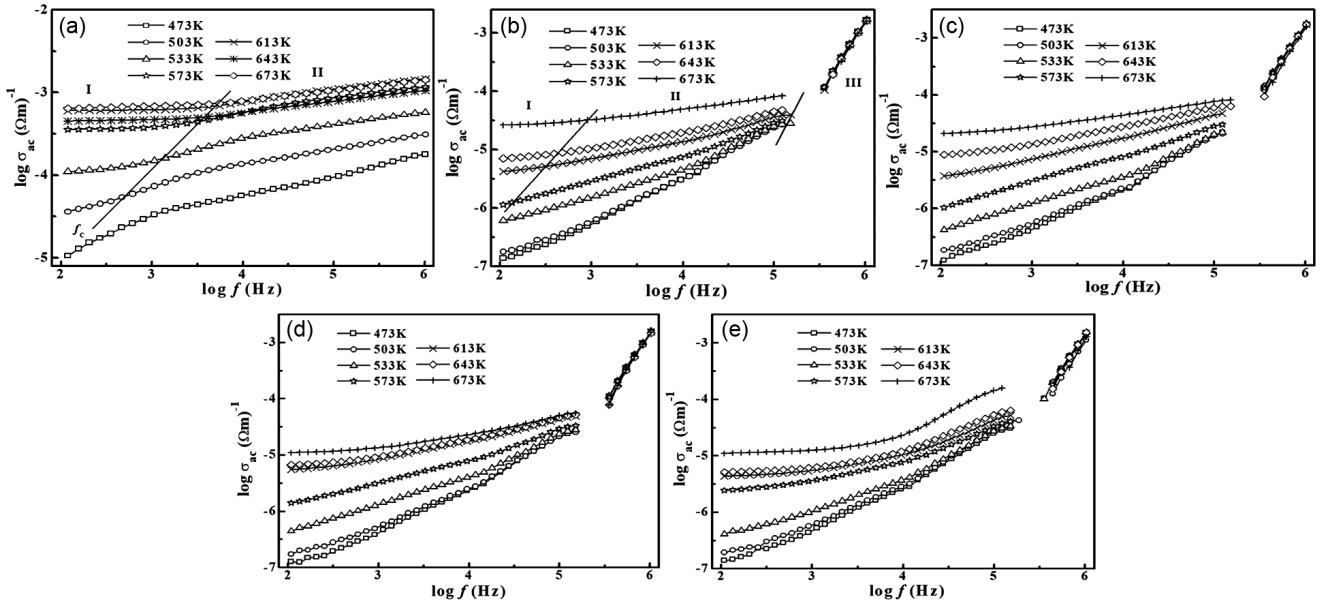 (a)
473K
503K
533K
573K
613K
643K
673K
I
II
fc
log σac (Ωm)-1
-2
-3
-4
-5
2
3
4
5
6
log f (Hz)
(b)
473K
503K
533K
573K
613K
643K
673K
I
II
III
log σac (Ωm)-1
-3
-4
-5
-6
-7
2
3
4
5
6
log f (Hz)
(c)
473K
503K
533K
573K
613K
643K
673K
log σac (Ωm)-1
-3
-4
-5
-6
-7
2
3
4
5
6
log f (Hz)
(d)
473K
503K
533K
573K
613K
643K
673K
log σac (Ωm)-1
-3
-4
-5
-6
-7
2
3
4
5
6
log f (Hz)
(e)
473K
503K
533K
573K
613K
643K
673K
log σac (Ωm)-1
-3
-4
-5
-6
-7
2
3
4
5
6
log f (Hz)